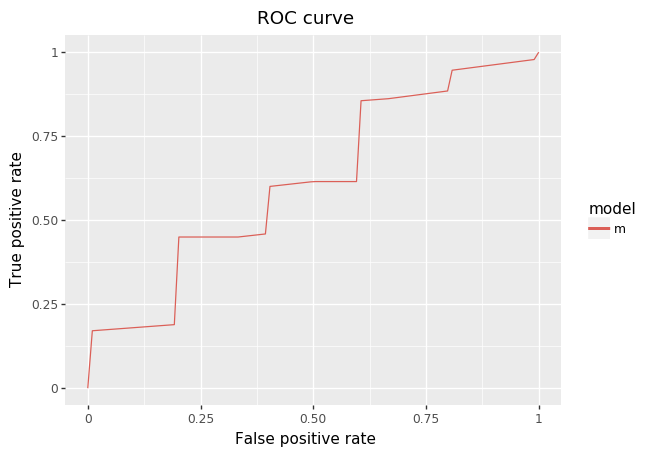 ROC curve
True positive rate
1
0.75
0.50
0.25
0
0
0.25
0.50
0.75
1
False positive rate
model
m